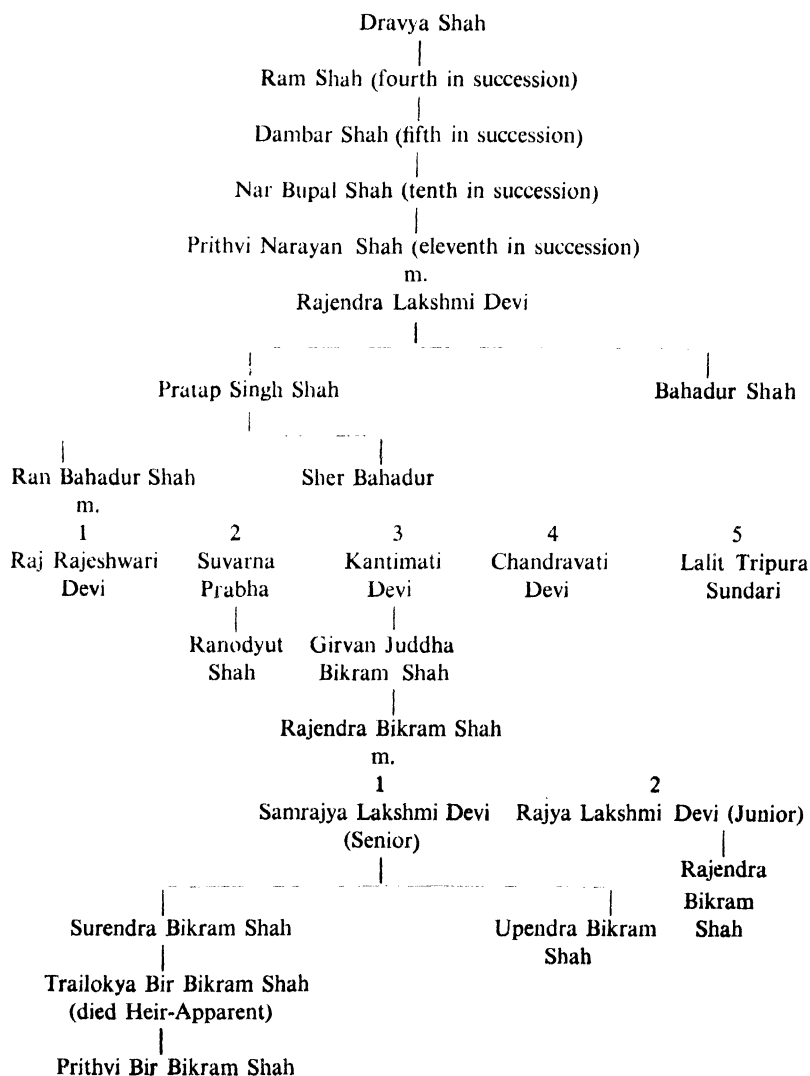 Dravya Shah
Ram Shah (fourth in succession)
Dambar Shah (fifth in succession)
Nar Bupal Shah (tenth in succession)
Prithvi Narayan Shah (eleventh in succession)
m.
Rajendra Lakshmi Devi
Pratap Singh Shah Bahadur Shah
Ran Bahadur Shah Sher Bahadur
m.
1 2 3 4 5
Raj Rajeshwari Suvarna Kantimati Chandravati Lalit Tripura
Devi Prabha Devi Devi Sundari
Ranodyut Girvan Juddha
Shah Bikram Shah
Rajendra Bikram Shah
m.
1 2
Samrajya Lakshmi Devi Rajya Lakshmi Devi (Junior)
(Senior)
Rajendra
Bikram
Surendra Bikram Shah Upendra Bikram Shah
Shah
Trailokya Bir Bikram Shah
(died Heir-Apparent)
Prithvi Bir Bikram Shah